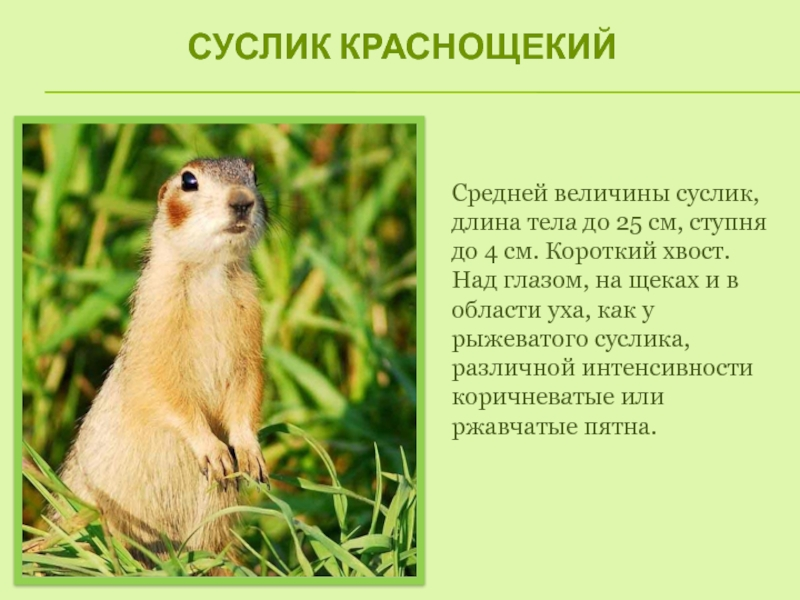 СУСЛИК КРАСНОЩЕКИЙ
Средней величины суслик,
длина тела до 25 см, ступня
до 4 см. Короткий хвост.
Над глазом, на щеках и в
области уха, как у
рыжеватого суслика,
различной интенсивности
коричневатые или
ржавчатые пятна.